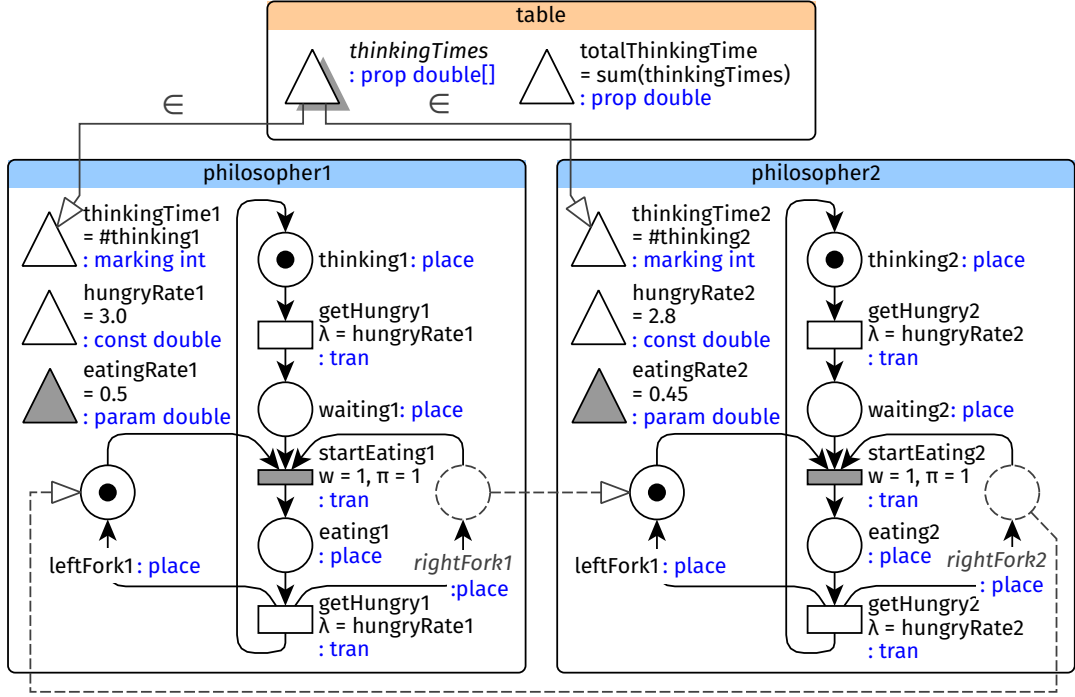 table
thinkingTimes
: prop double[]
totalThinkingTime
= sum(thinkingTimes)
: prop double
∈
∈
philosopher1
thinkingTime1
= #thinking1
: marking int
hungryRate1
= 3.0
: const double
eatingRate1
= 0.5
: param double
thinking1: place
getHungry1
λ = hungryRate1
: tran
waiting1: place
startEating1
w = 1, π = 1
: tran
eating1
: place
leftFork1: place
rightFork1
:place
getHungry1
λ = hungryRate1
: tran
philosopher2
thinkingTime2
= #thinking2
: marking int
hungryRate2
= 2.8
: const double
eatingRate2
= 0.45
: param double
thinking2: place
getHungry2
λ = hungryRate2
: tran
waiting2: place
startEating2
w = 1, π = 1
: tran
eating2
: place
leftFork1: place
rightFork2
: place
getHungry2
λ = hungryRate2
: tran